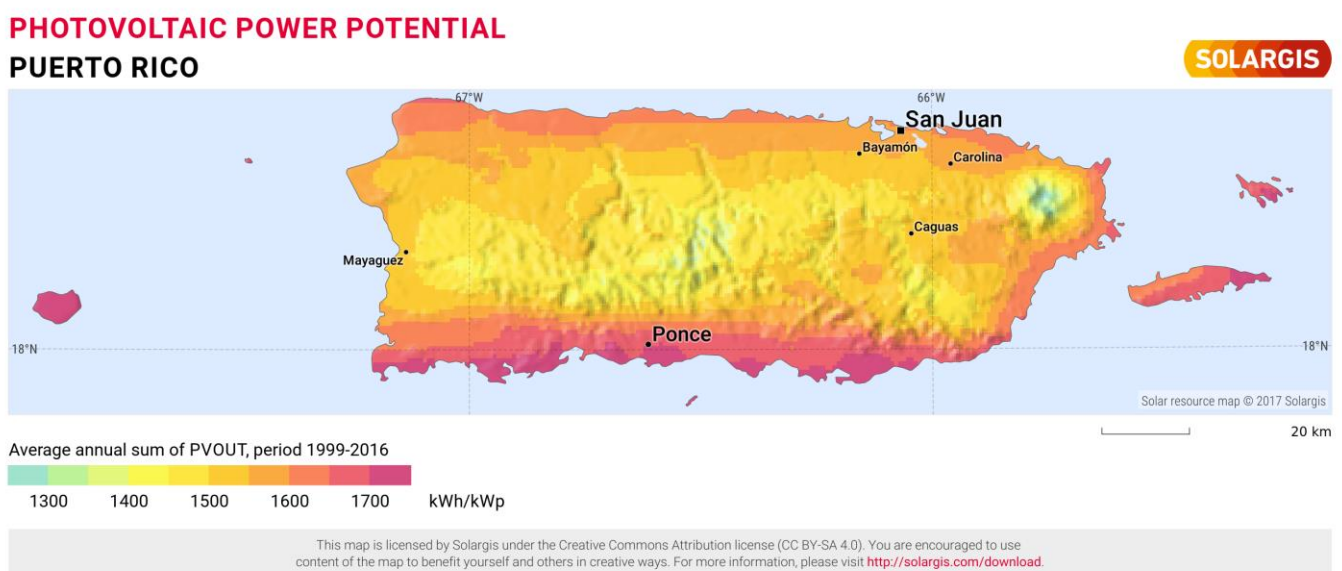 PHOTOVOLTAIC POWER POTENTIAL
PUERTO RICO
SOLARGIS
67°W
66°W
San Juan
Bayamón
Carolina
Caguas
Mayaguez
Ponce
18°N
18°N
Solar resource map © 2017 Solargis
20 km
Average annual sum of PVOUT, period 1999-2016
1300 1400 1500 1600 1700 kWh/kWp
This map is licensed by Solargis under the Creative Commons Attribution license (CC BY-SA 4.0). You are encouraged to use
content of the map to benefit yourself and others in creative ways. For more information, please visit http://solargis.com/download.